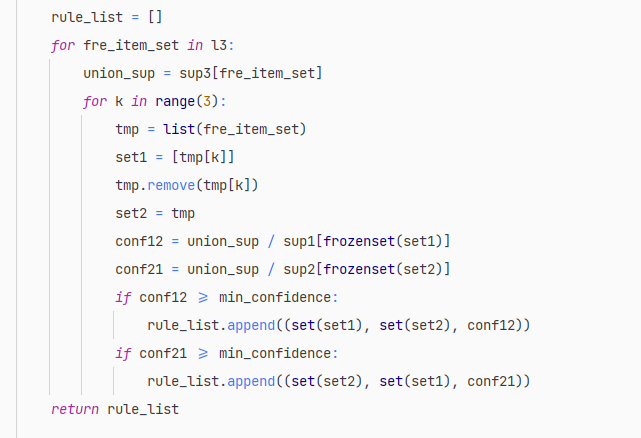 rule_list = []
for fre_item_set in l3:
    union_sup = sup3[fre_item_set]
    for k in range(3):
        tmp = list(fre_item_set)
        set1 = [tmp[k]]
        tmp.remove(tmp[k])
        set2 = tmp
        conf12 = union_sup / sup1[frozenset(set1)]
        conf21 = union_sup / sup2[frozenset(set2)]
        if conf12 ⩾ min_confidence:
            rule_list.append((set(set1), set(set2), conf12))
        if conf21 ⩾ min_confidence:
            rule_list.append((set(set2), set(set1), conf21))
return rule_list